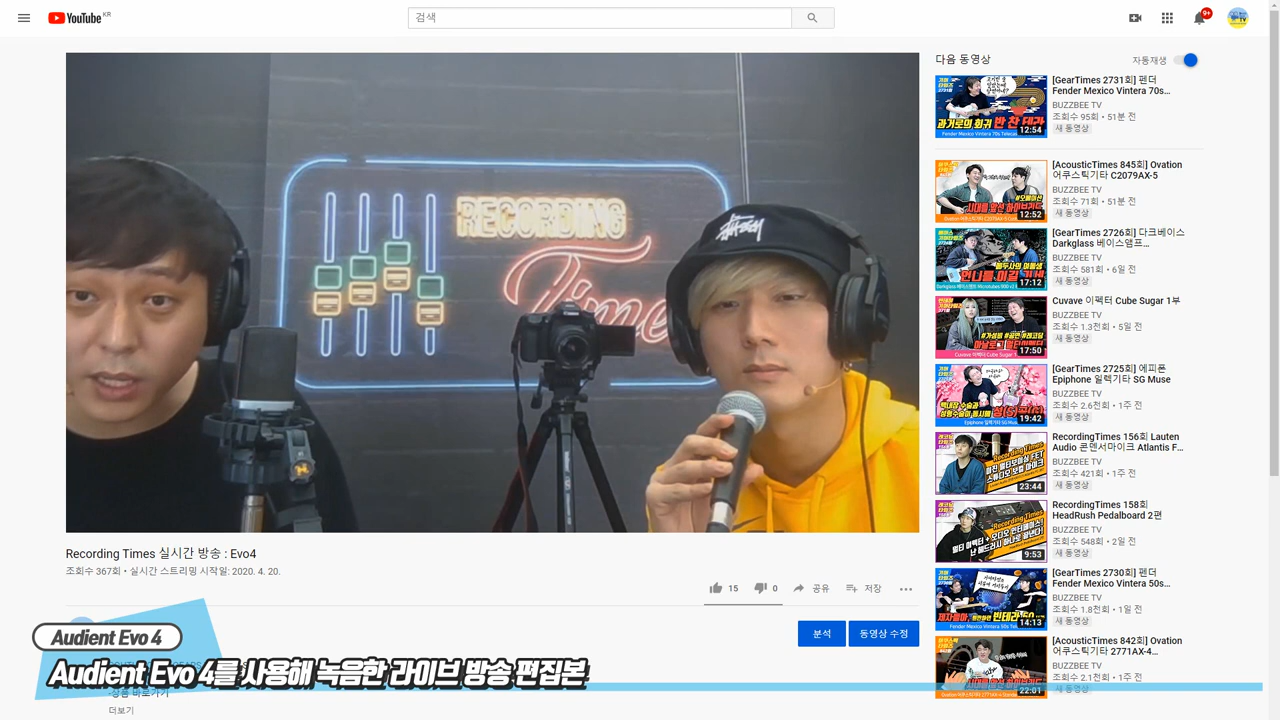 YouTube KR
검색
9+
RECORDING
Time
STÜSSY
다음 동영상
자동재생
[GearTimes 2731회] 펜더
Fender Mexico Vintera 70s...
BUZZBEE TV
조회수 95회 • 51분 전
새 동영상
12:54
[AcousticTimes 845회] Ovation
어쿠스틱기타 C2079AX-5
BUZZBEE TV
조회수 71회 • 51분 전
새 동영상
12:52
[GearTimes 2726회] 다크베이스
Darkglass 베이스앰프...
BUZZBEE TV
조회수 581회 • 6일 전
새 동영상
17:12
Cuvave 이펙터 Cube Sugar 1부
BUZZBEE TV
조회수 1.3천회 • 5일 전
새 동영상
17:50
[GearTimes 2725회] 에피폰
Epiphone 일렉기타 SG Muse
BUZZBEE TV
조회수 2.6천회 • 1주 전
새 동영상
19:42
RecordingTimes 156회 Lauten
Audio 콘덴서마이크 Atlantis F...
BUZZBEE TV
조회수 421회 • 1주 전
새 동영상
23:44
RecordingTime 158회
HeadRush Pedalboard 2편
BUZZBEE TV
조회수 548회 • 2일 전
새 동영상
9:53
[GearTimes 2730회] 펜더
Fender Mexico Vintera 50s...
BUZZBEE TV
조회수 1.8천회 • 1일 전
새 동영상
14:13
[AcousticTimes 842회] Ovation
어쿠스틱기타 2771AX-4...
BUZZBEE TV
조회수 2.1천회 • 1주 전
새 동영상
22:01
Recording Times 실시간 방송 : Evo4
조회수 367회 • 실시간 스트리밍 시작일: 2020. 4. 20.
15
0
공유
저장
분석
동영상 수정
Audient Evo 4
Audient Evo 4를 사용해 녹음한 라이브 방송 편집본
상품 바로가기
더보기